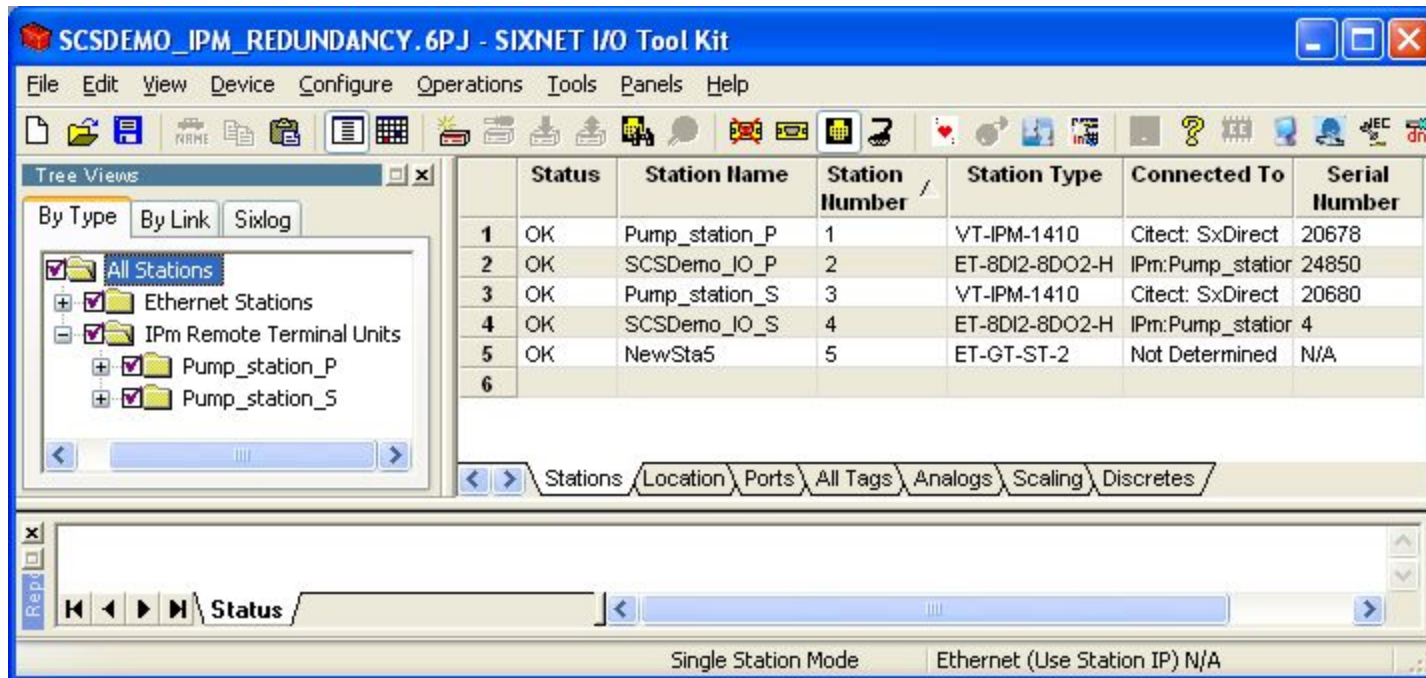 SCSDEMO_IPM_REDUNDANCY.6PJ - SIXNET I/O Tool Kit
File Edit View Device Configure Operations Tools Panels Help
Tree Views
By Type By Link Sixlog
All Stations
Ethernet Stations
IPm Remote Terminal Units
Pump_station_P
Pump_station_S
Status Station Name Station Number Station Type Connected To Serial Number
1 OK Pump_station_P 1 VT-IPM-1410 Citect: SxDirect 20678
2 OK SCSDemo_IO_P 2 ET-8DI2-8DO2-H IPm:Pump_station 24850
3 OK Pump_station_S 3 VT-IPM-1410 Citect: SxDirect 20680
4 OK SCSDemo_IO_S 4 ET-8DI2-8DO2-H IPm:Pump_station 4
5 OK NewSta5 5 ET-GT-ST-2 Not Determined N/A
6
Stations Location Ports All Tags Analogs Scaling Discretes
Repo
Status
Single Station Mode Ethernet (Use Station IP) N/A